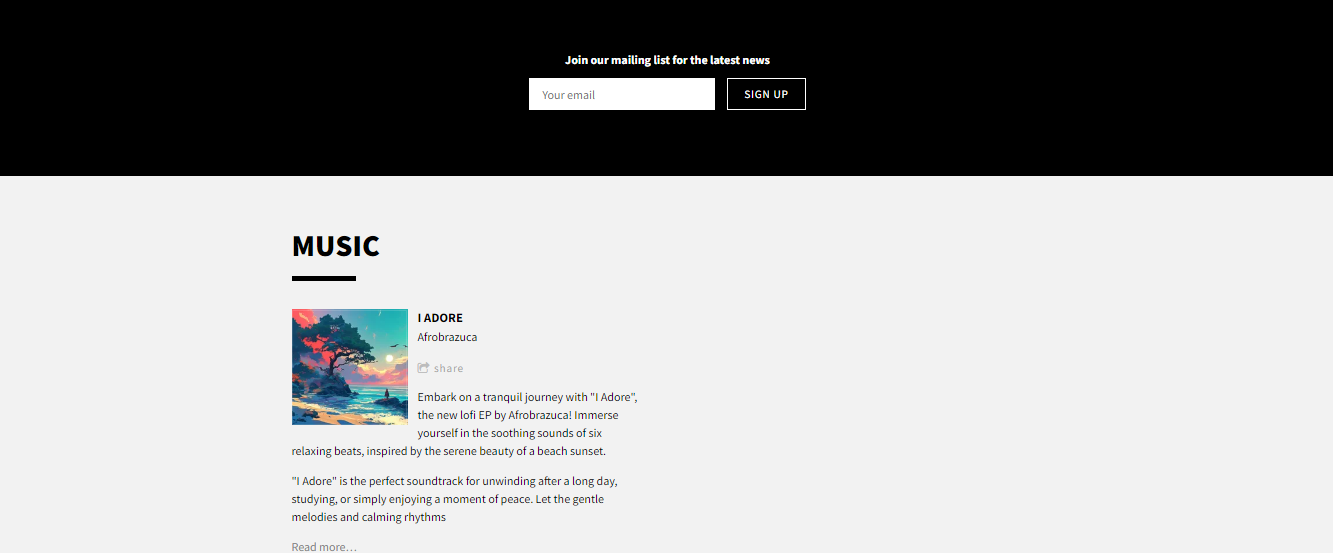 Join our mailing list for the latest news
Your email
SIGN UP
MUSIC
I ADORE
Afrobrazuca
share
Embark on a tranquil journey with "I Adore",
the new lofi EP by Afrobrazuca! Immerse
yourself in the soothing sounds of six
relaxing beats, inspired by the serene beauty of a beach sunset.
"I Adore" is the perfect soundtrack for unwinding after a long day,
studying, or simply enjoying a moment of peace. Let the gentle
melodies and calming rhythms
Read more…